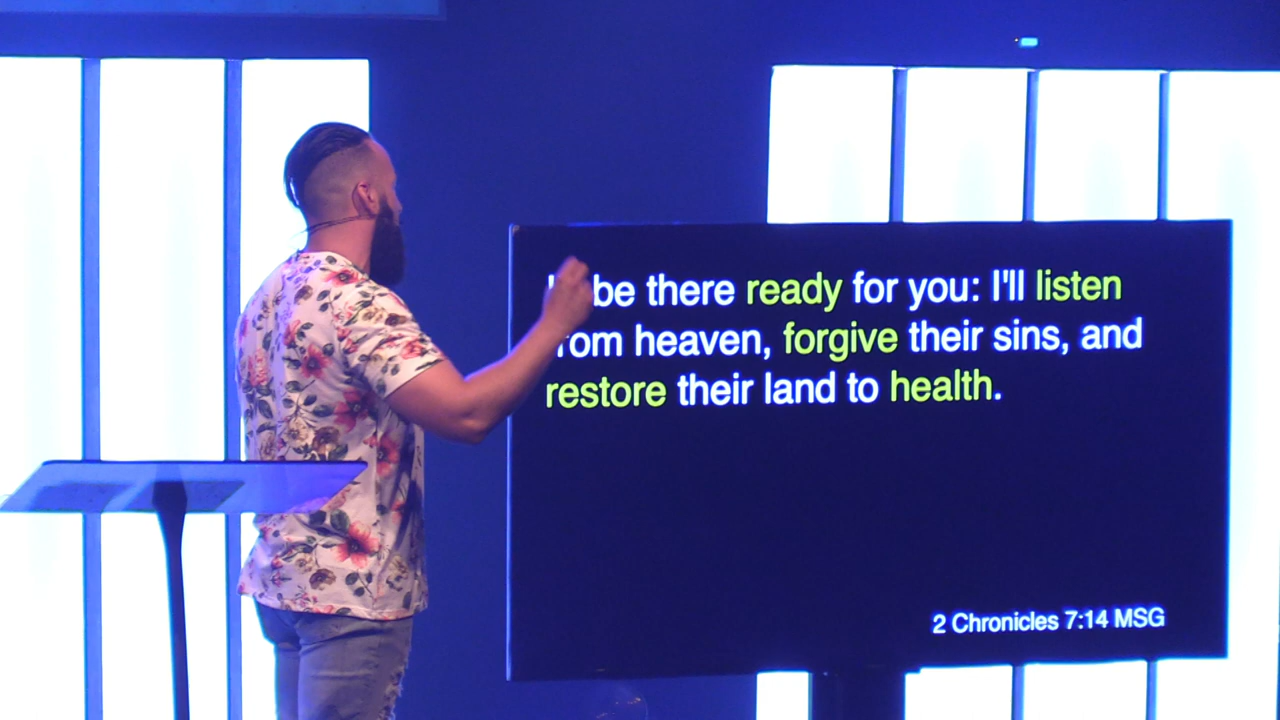 be there ready for you: I'll listen
heaven, forgive their sins, and
restore their land to health.
2 Chronicles 7:14 MSG